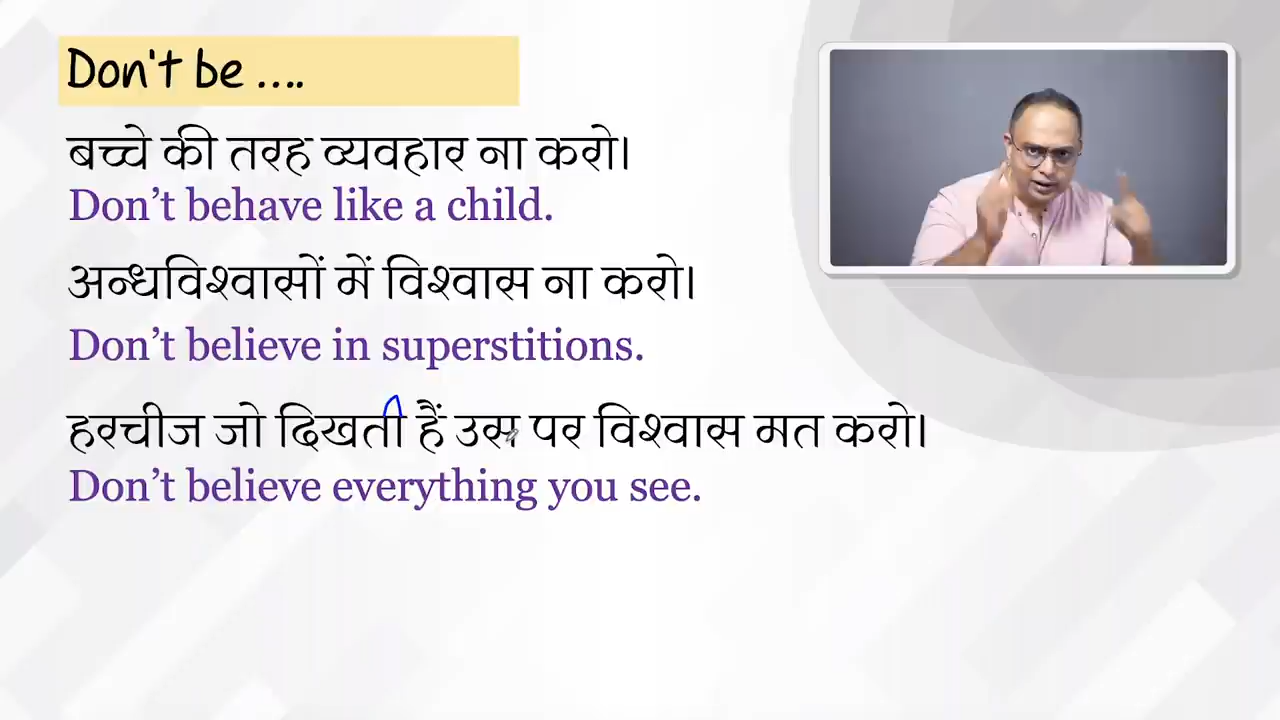 Don't be ....
बच्चे की तरह व्यवहार ना करो।
Don’t behave like a child.
अन्धविश्वासों में विश्वास ना करो।
Don’t believe in superstitions.
हरचीज जो दिखती हैं उस पर विश्वास मत करो।
Don’t believe everything you see.